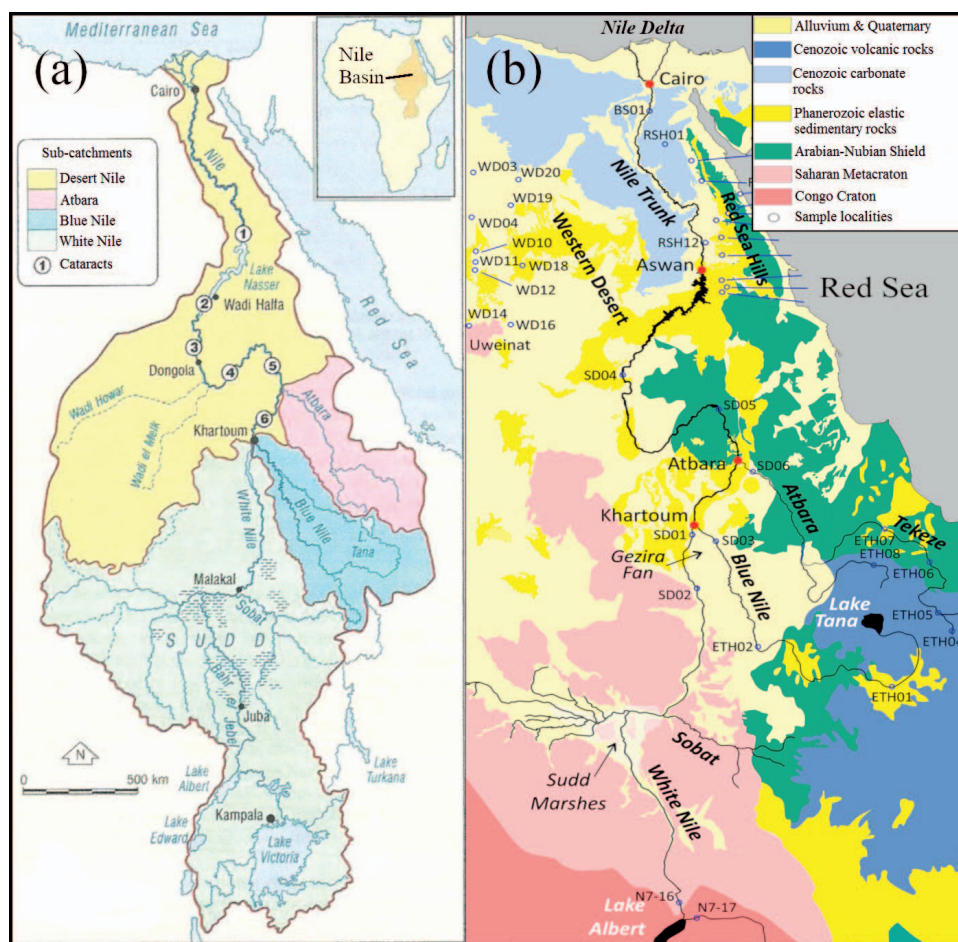 Mediterranean Sea
(a)
Cairo
Nile
Basin
Nile
Sub-catchments
Desert Nile
Atbara
Blue Nile
White Nile
1 Cataracts
1
Lake
Nasser
2
Wadi Halfa
3
Dongola
4
5
6
Red Sea
Wadi Howar
Wadi el Melk
Atbara
Khartoum
White Nile
Blue Nile
L.
Tana
Malakal
Sobat
SUDD
Bahr el Jebel
Juba
N
0 500 km
Lake
Albert
Lake
Turkana
Kampala
Lake
Edward
Lake
Victoria
Nile Delta
(b)
Cairo
BS01
RSH01
WD03
WD20
WD19
WD04
WD10
WD11
WD18
WD12
WD14
WD16
Uweinat
Nile Trunk
Western Desert
RSH12
Aswan
Red Sea Hills
Red Sea
SD04
SD05
Atbara
SD06
Atbara
Khartoum
SD01
SD03
Gezira
Fan
Blue Nile
SD02
Tekeze
ETH07
ETH08
ETH06
Lake
Tana
ETH05
ETH04
ETH02
ETH01
Sobat
Sudd
Marshes
White Nile
N7-16
N7-17
Lake
Albert
Alluvium & Quaternary
Cenozoic volcanic rocks
Cenozoic carbonate
rocks
Phanerozoic elastic
sedimentary rocks
Arabian-Nubian Shield
Saharan Metacraton
Congo Craton
Sample localities